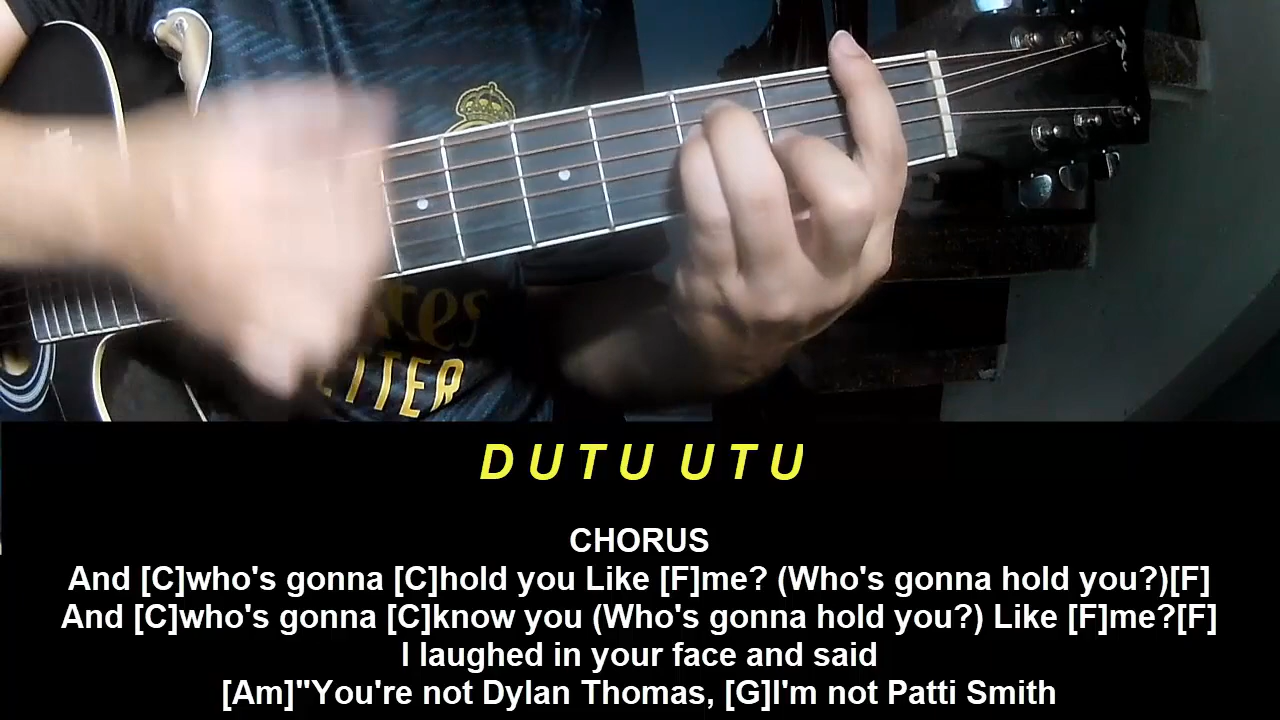 TTER
D U T U  U T U
CHORUS
And [C]who's gonna [C]hold you Like [F]me? (Who's gonna hold you?)[F]
And [C]who's gonna [C]know you (Who's gonna hold you?) Like [F]me?[F]
I laughed in your face and said
[Am]"You're not Dylan Thomas, [G]I'm not Patti Smith